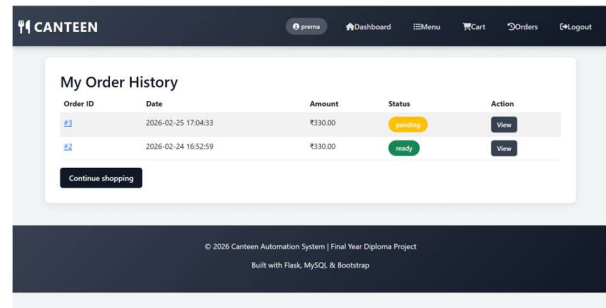 CANTEEN prerna Dashboard Menu Cart Orders Logout
My Order History
Order ID Date Amount Status Action
#3 2026-02-25 17:04:33 ₹330.00 pending View
#2 2026-02-24 16:52:59 ₹330.00 ready View
Continue shopping
© 2026 Canteen Automation System | Final Year Diploma Project
Built with Flask, MySQL & Bootstrap